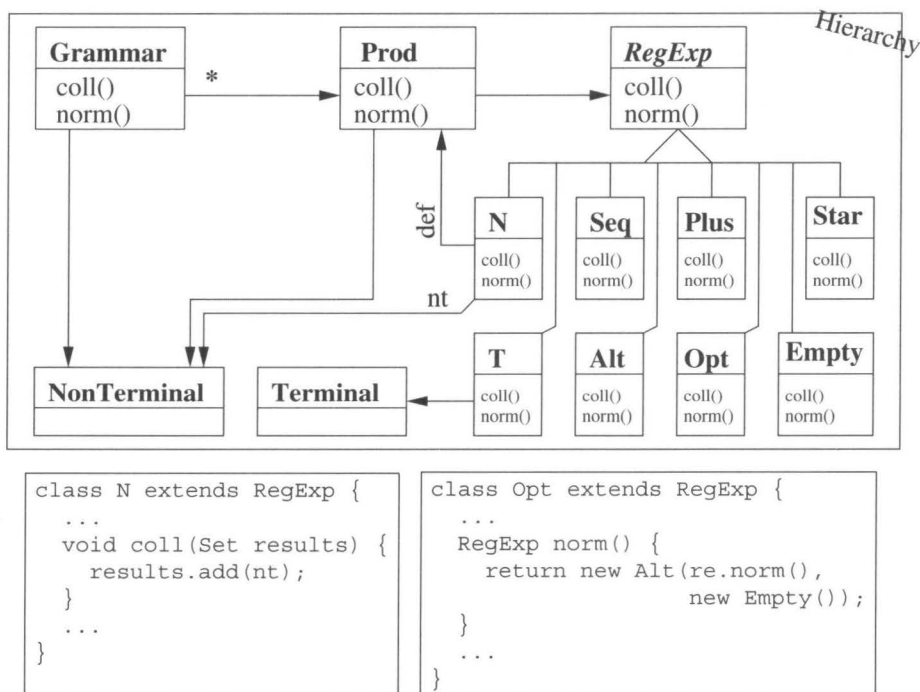 Hierarchy
Grammar
coll()
norm()
*
Prod
coll()
norm()
RegExp
coll()
norm()
def
nt
N
coll()
norm()
Seq
coll()
norm()
Plus
coll()
norm()
Star
coll()
norm()
NonTerminal
Terminal
T
coll()
norm()
Alt
coll()
norm()
Opt
coll()
norm()
Empty
coll()
norm()
class N extends RegExp {
...
void coll(Set results) {
results.add(nt);
}
...
}
class Opt extends RegExp {
...
RegExp norm() {
return new Alt(re.norm(),
new Empty());
}
...
}